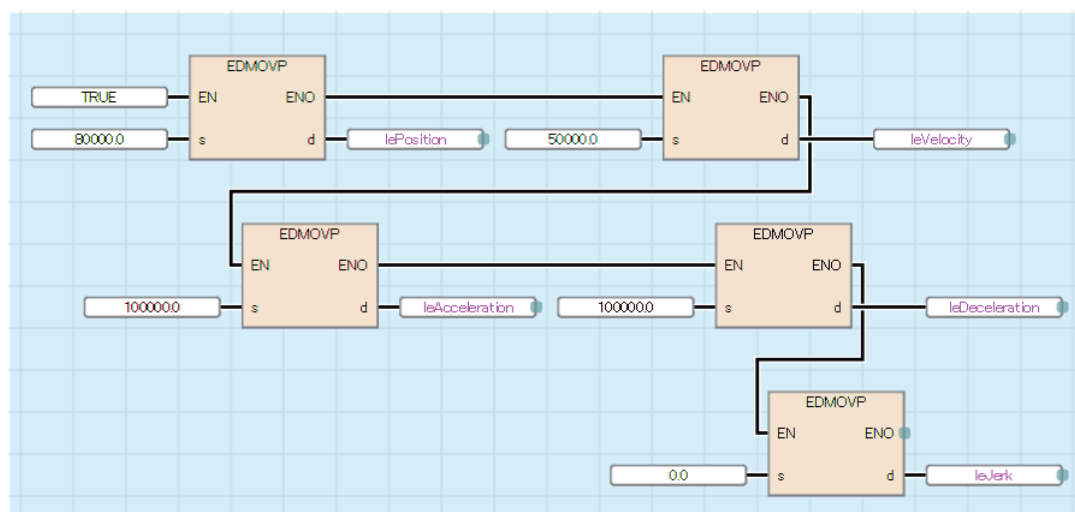 EDMOVP EDMOVP
TRUE EN ENO EN ENO
80000.0 s d lePosition 50000.0 s d leVelocity
EDMOVP EDMOVP
EN ENO EN ENO
100000.0 s d leAcceleration 100000.0 s d leDeceleration
EDMOVP
EN ENO
0.0 s d leJerk